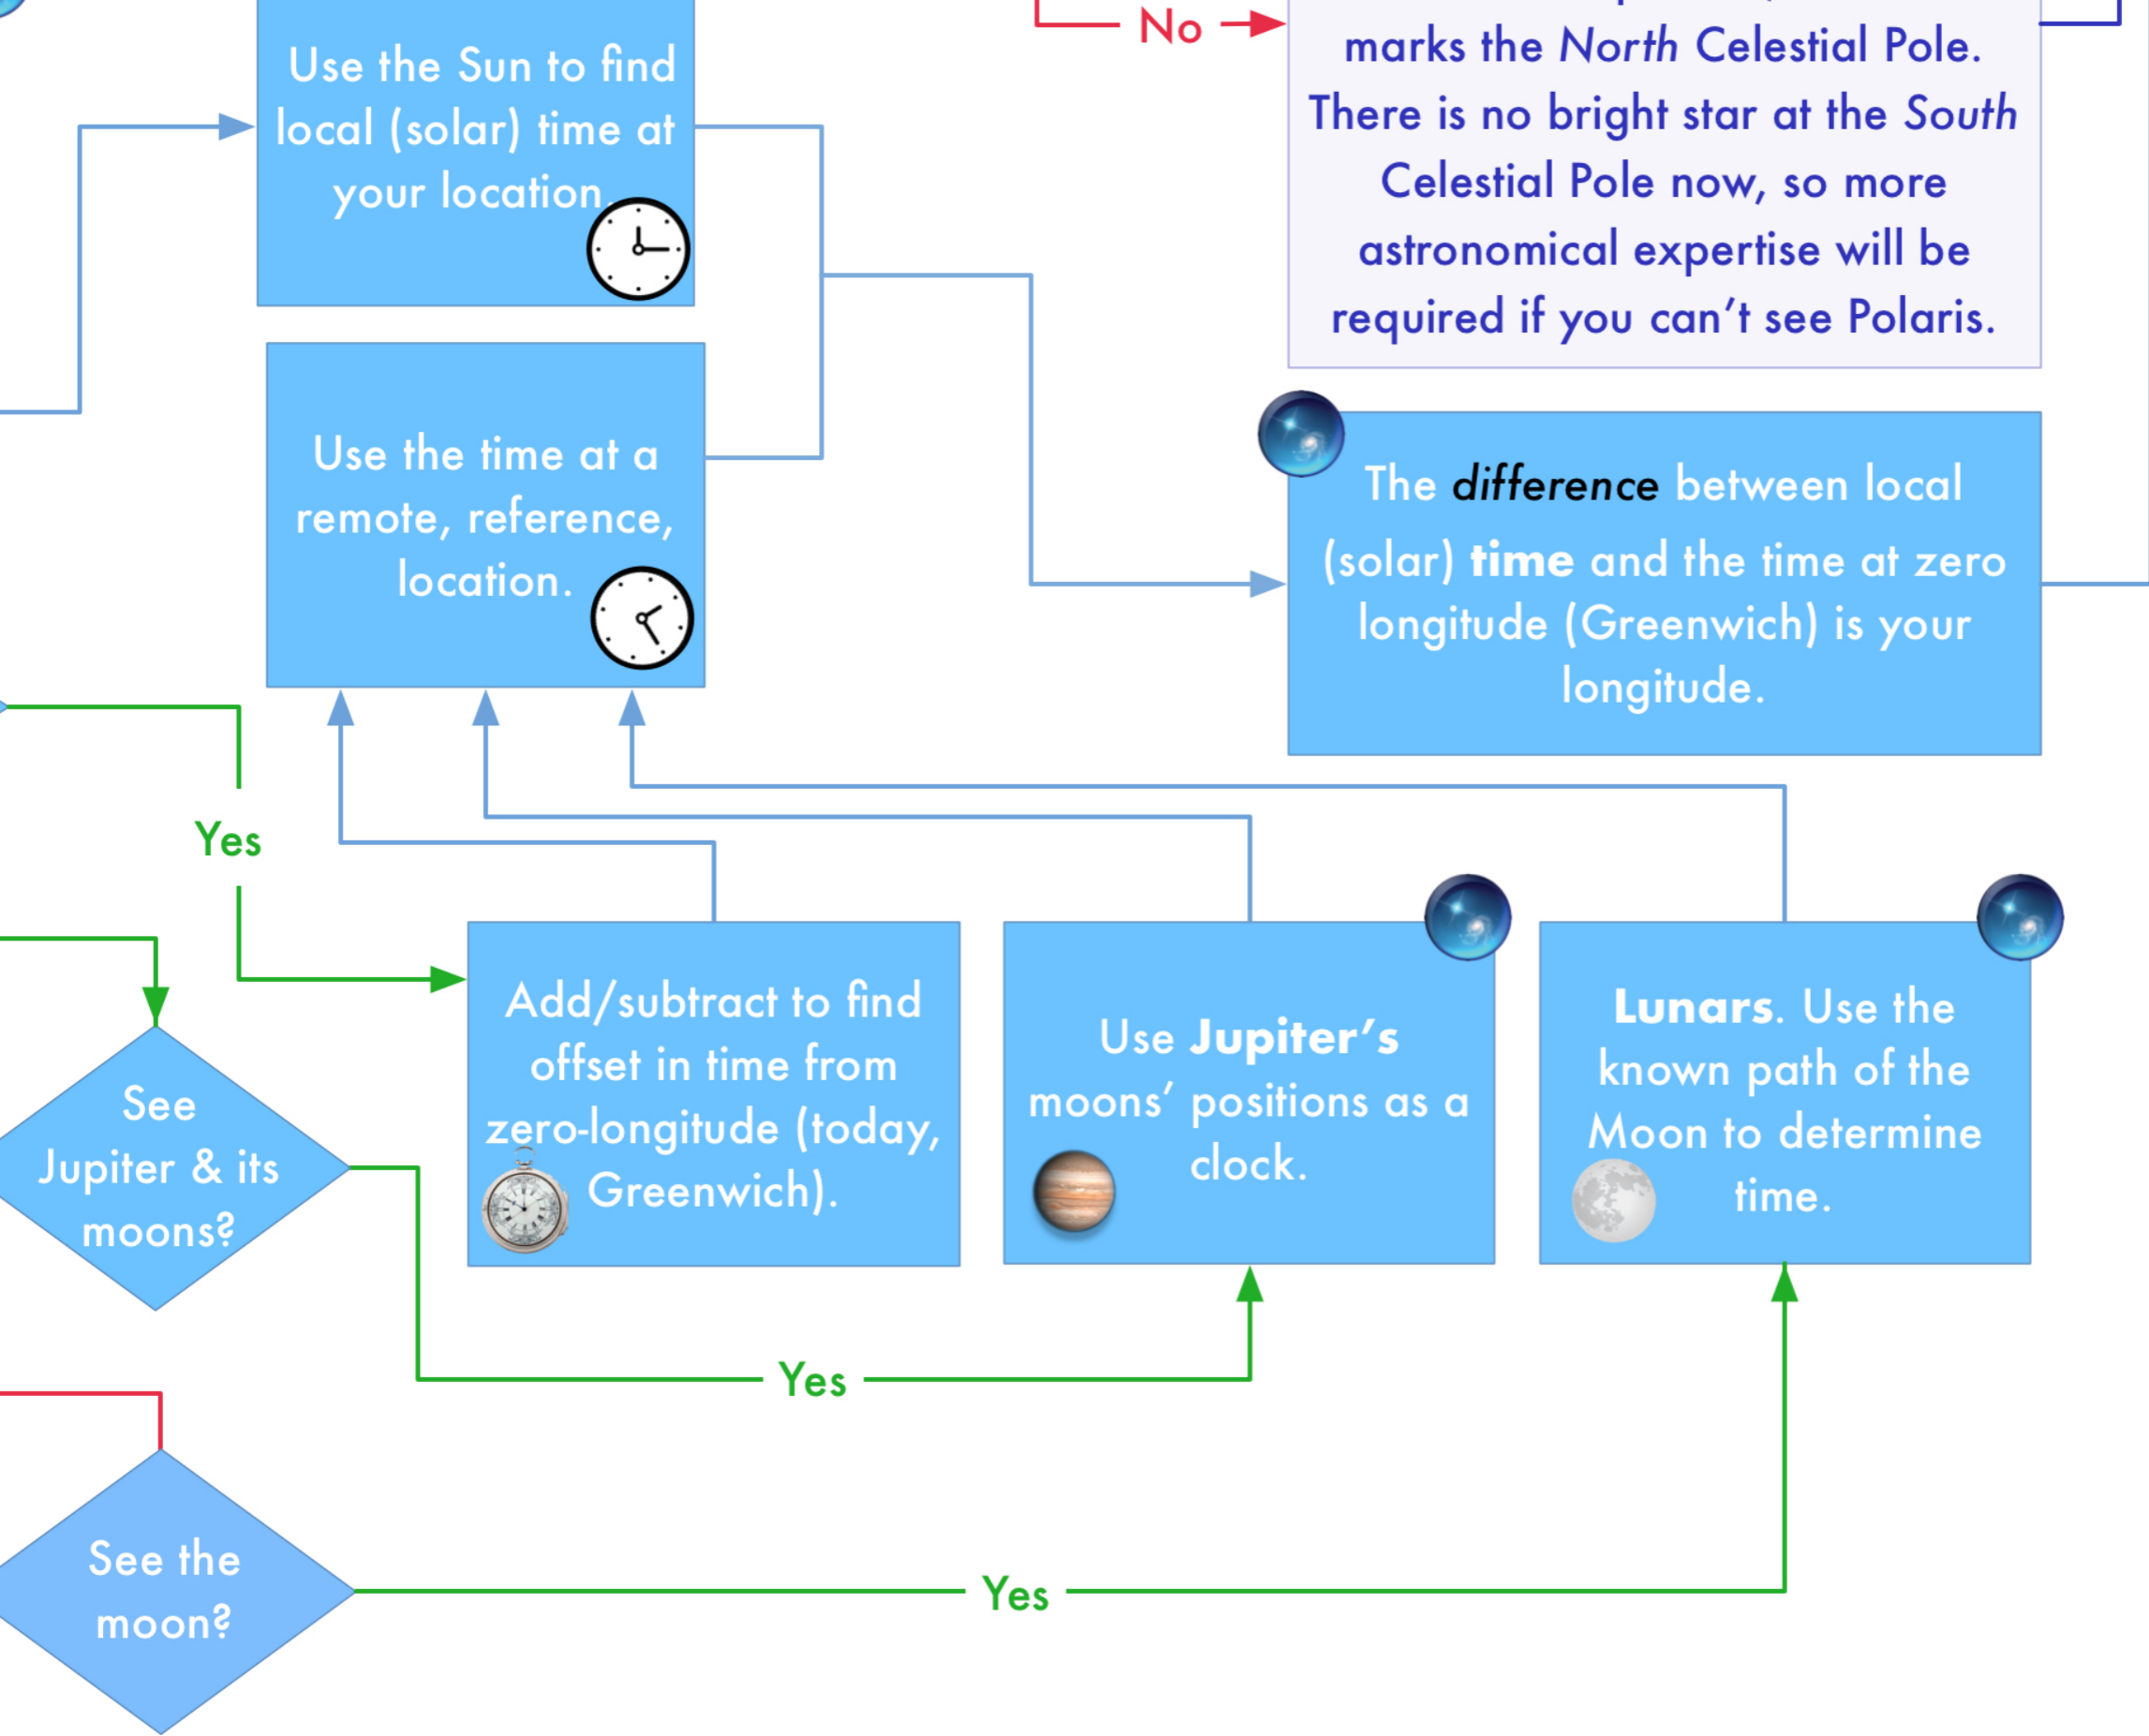 Use the Sun to find
local (solar) time at
your location.
No
marks the North Celestial Pole.
There is no bright star at the South
Celestial Pole now, so more
astronomical expertise will be
required if you can't see Polaris.
Use the time at a
remote, reference,
location.
The difference between local
(solar) time and the time at zero
longitude (Greenwich) is your
longitude.
Yes
Add/subtract to find
offset in time from
zero-longitude (today,
Greenwich).
Use Jupiter's
moons' positions as a
clock.
Lunars. Use the
known path of the
Moon to determine
time.
See
Jupiter & its
moons?
Yes
See the
moon?
Yes